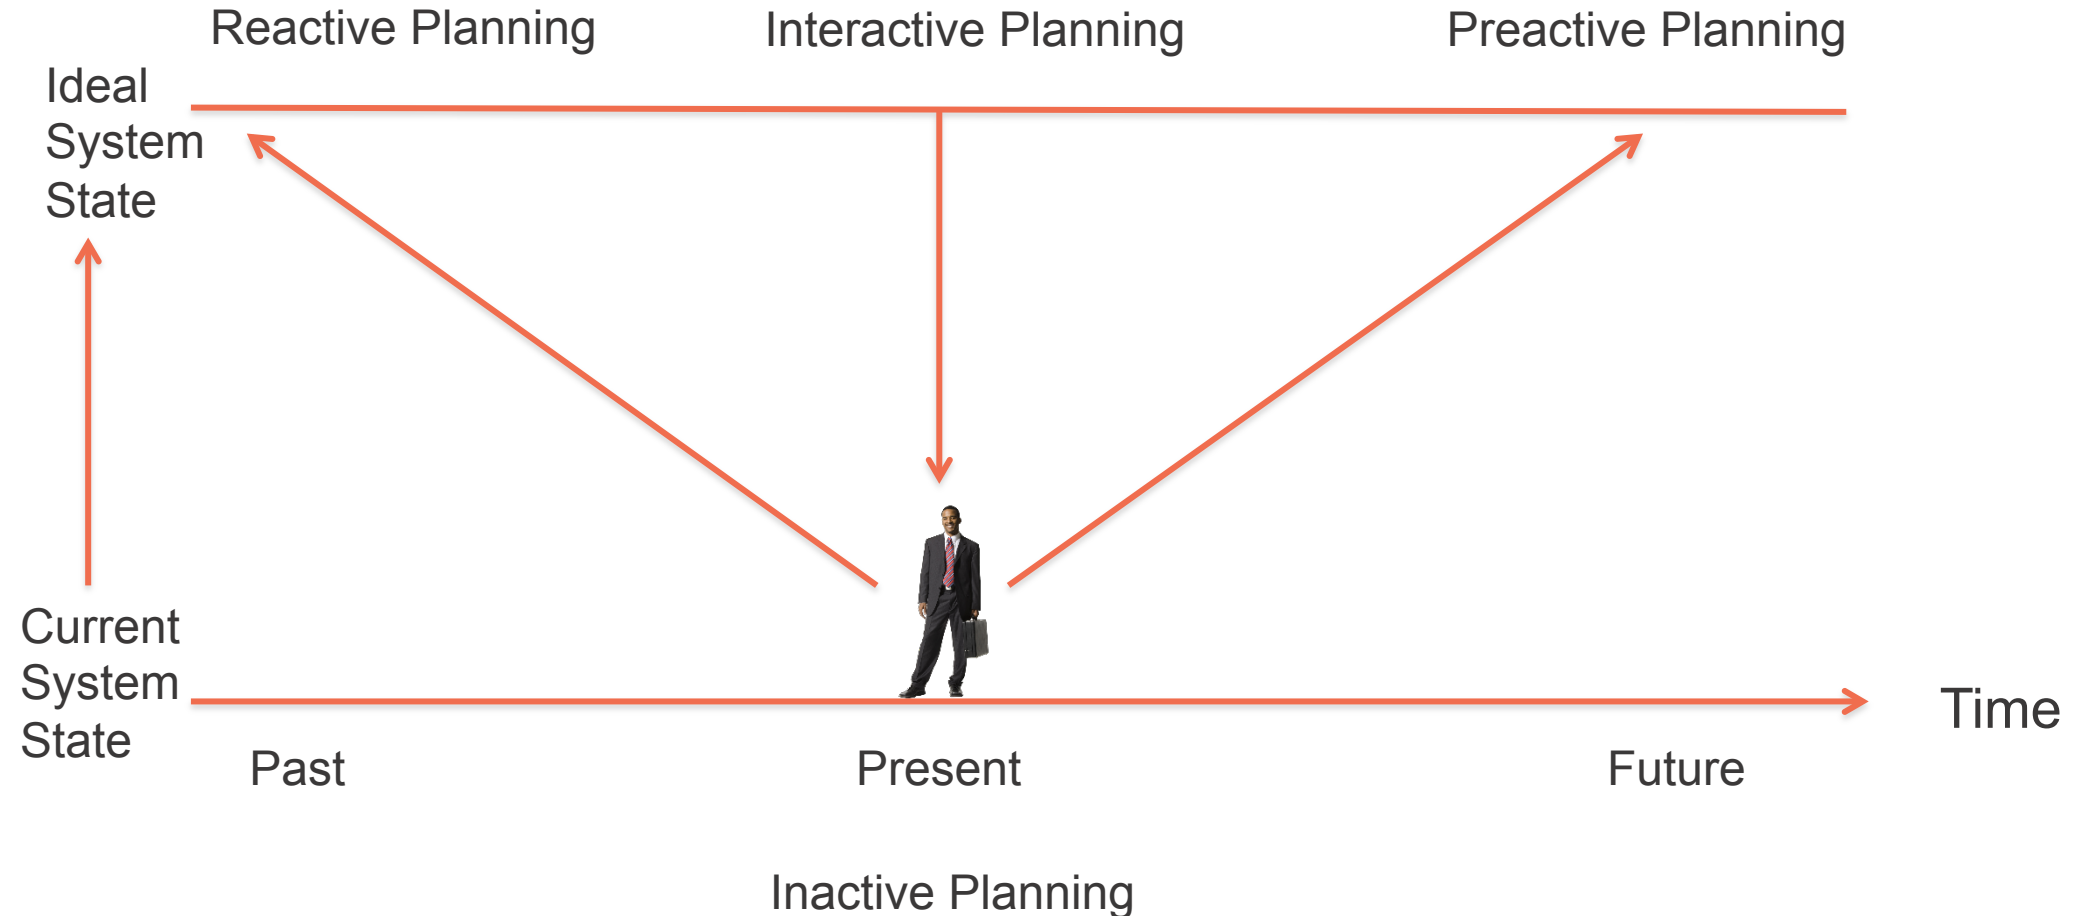 Reactive Planning
Interactive Planning
Preactive Planning
Ideal
System
State
Current
System
State
Time
Past
Present
Future
Inactive Planning